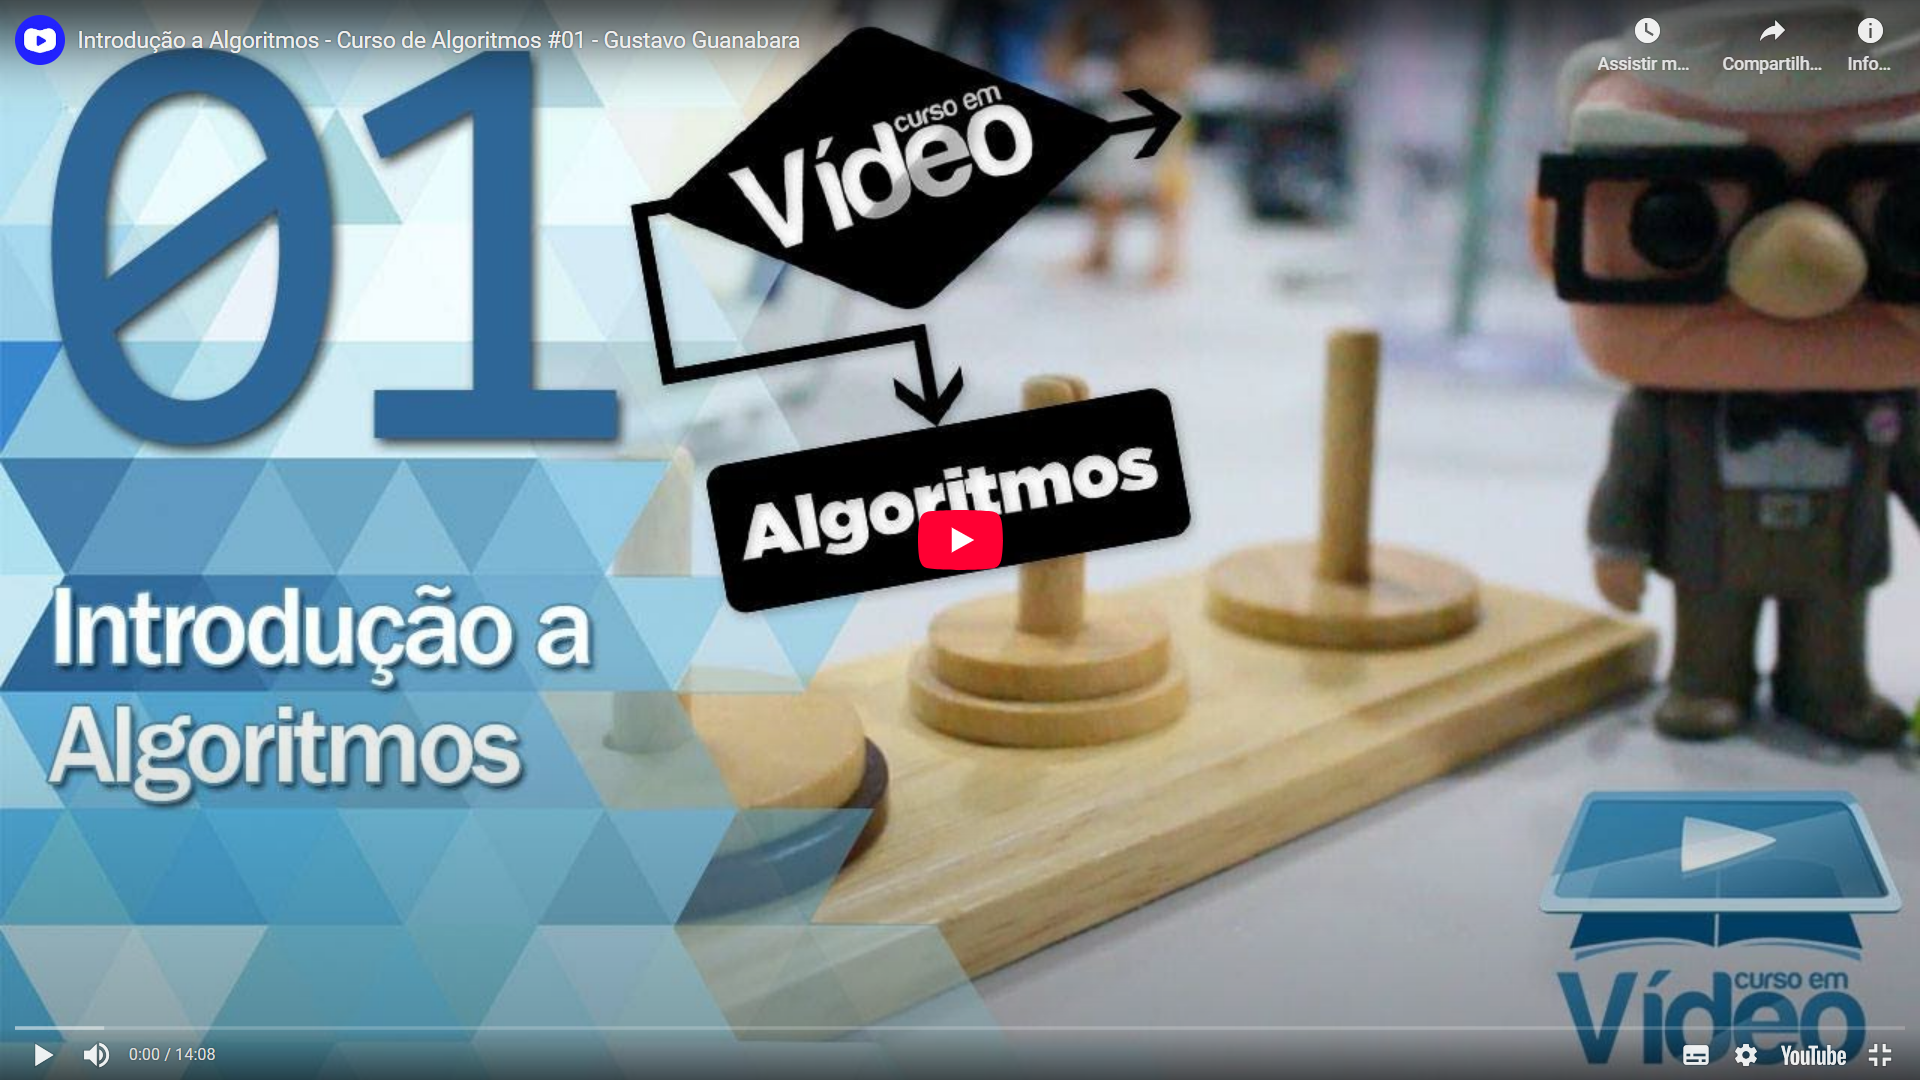 Introdução a Algoritmos - Curso de Algoritmos #01 - Gustavo Guanabara
Assistir m...
Compartilh...
Info...
01
curso em
Vídeo
Algoritmos
Introdução a
Algoritmos
curso em
Vídeo
0:00 / 14:08
YouTube